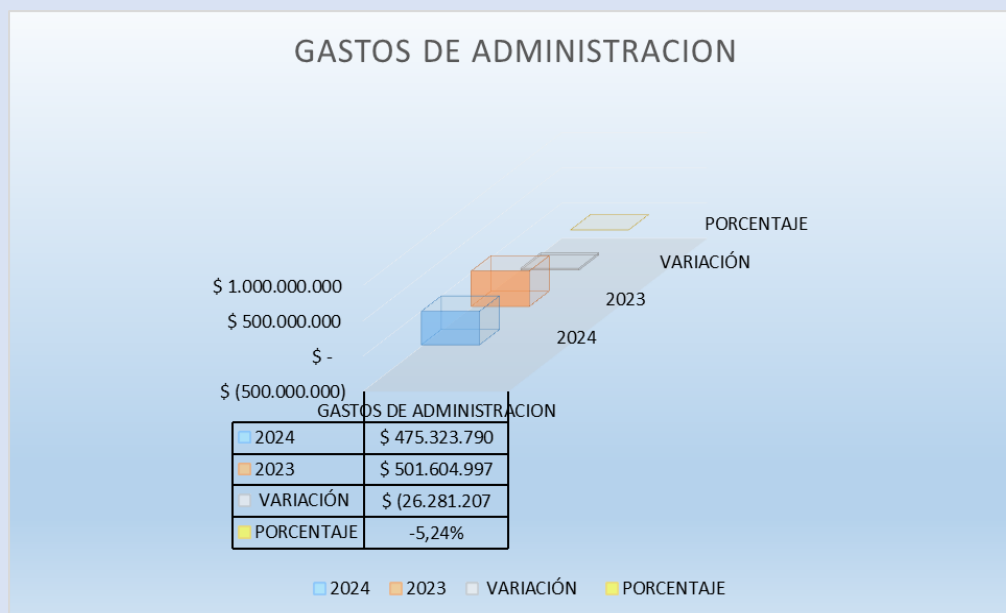 GASTOS DE ADMINISTRACION
PORCENTAJE
VARIACIÓN
2023
2024
$ 1.000.000.000
$ 500.000.000
$ -
$ (500.000.000)
GASTOS DE ADMINISTRACION
2024 $ 475.323.790
2023 $ 501.604.997
VARIACIÓN $ (26.281.207
PORCENTAJE -5,24%
2024 2023 VARIACIÓN PORCENTAJE